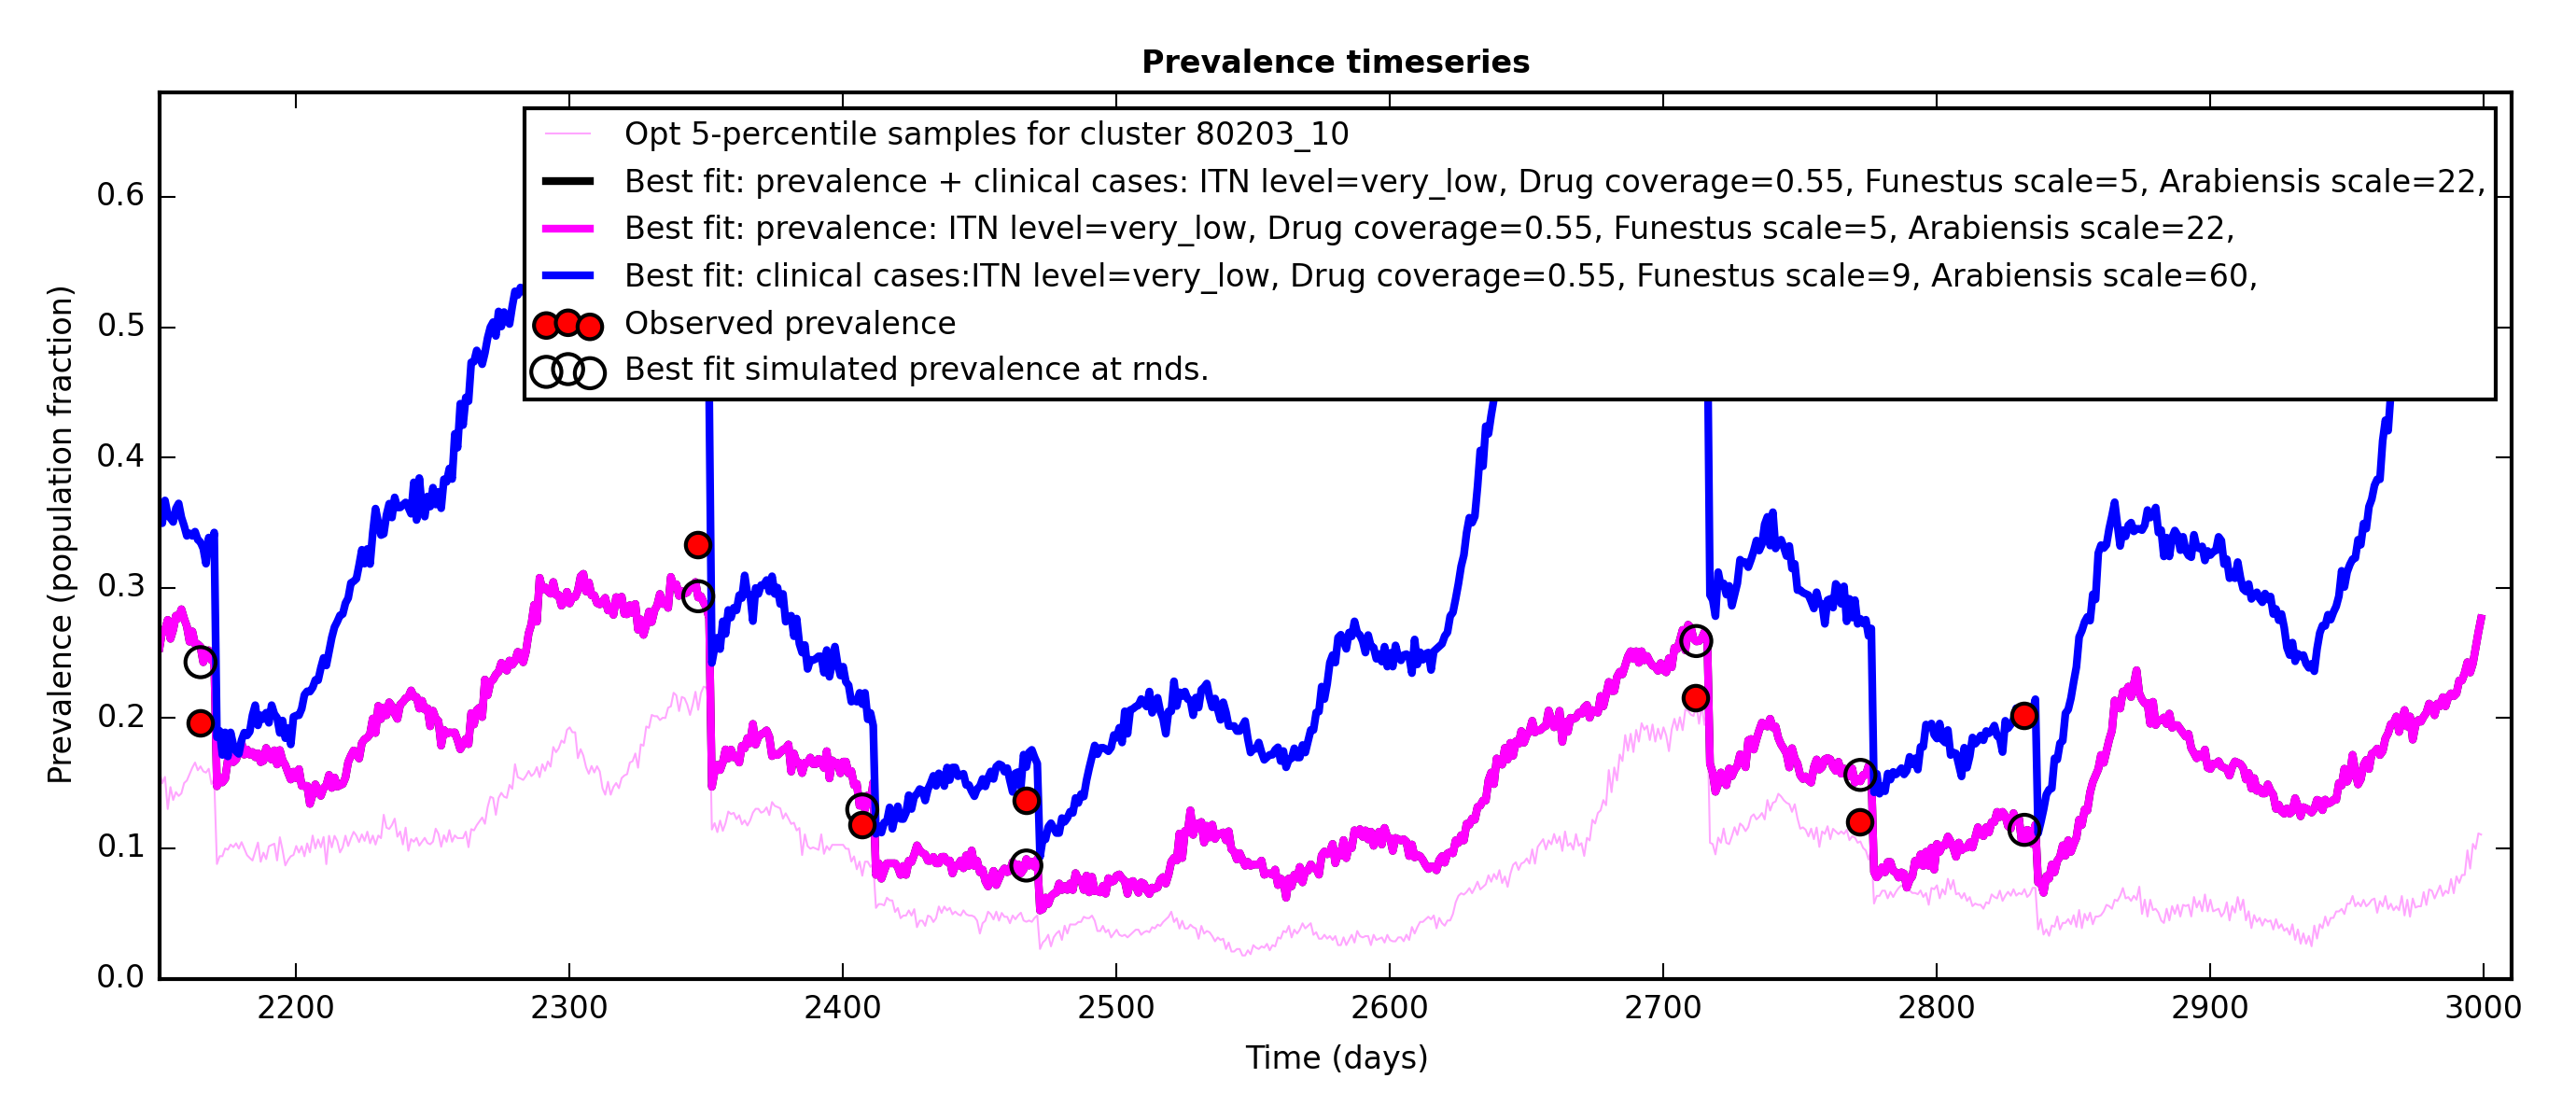 Prevalence timeseries
Opt 5-percentile samples for cluster 80203_10
Best fit: prevalence + clinical cases: ITN level=very_low, Drug coverage=0.55, Funestus scale=5, Arabiensis scale=22,
Best fit: prevalence: ITN level=very_low, Drug coverage=0.55, Funestus scale=5, Arabiensis scale=22,
Best fit: clinical cases:ITN level=very_low, Drug coverage=0.55, Funestus scale=9, Arabiensis scale=60,
Observed prevalence
Best fit simulated prevalence at rnds.
Prevalence (population fraction)
0.6
0.5
0.4
0.3
0.2
0.1
0.0
2200 2300 2400 2500 2600 2700 2800 2900 3000
Time (days)